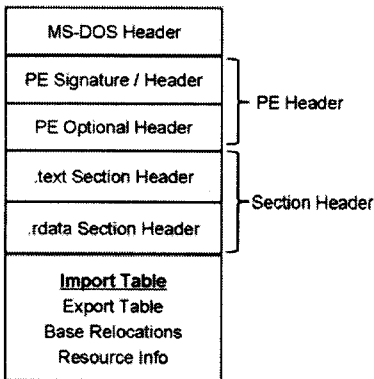 MS-DOS Header
PE Signature / Header
PE Optional Header
PE Header
.text Section Header
.rdata Section Header
Section Header
Import Table
Export Table
Base Relocations
Resource Info